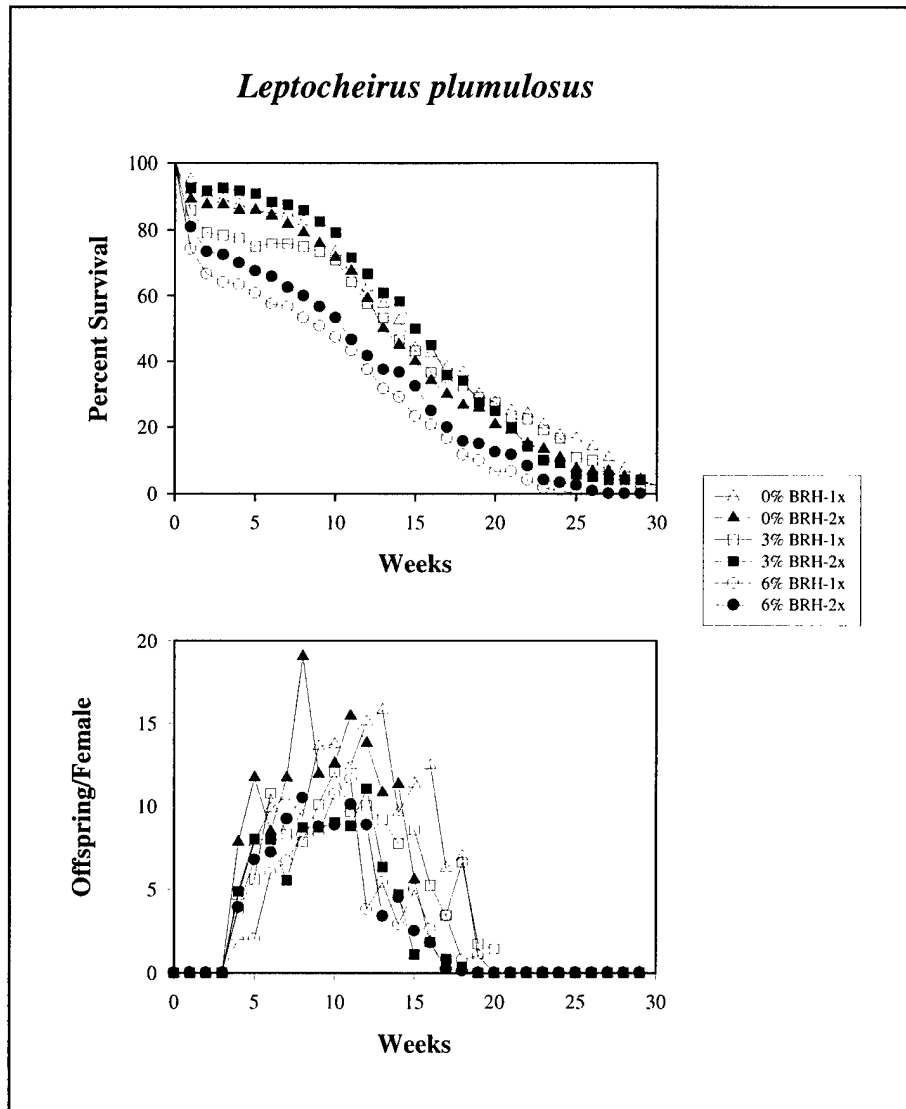 Leptocheirus plumulosus
Percent Survival
100
80
60
40
20
0
0 5 10 15 20 25 30
Weeks
0% BRH-1x
0% BRH-2x
3% BRH-1x
3% BRH-2x
6% BRH-1x
6% BRH-2x
Offspring/Female
20
15
10
5
0
0 5 10 15 20 25 30
Weeks